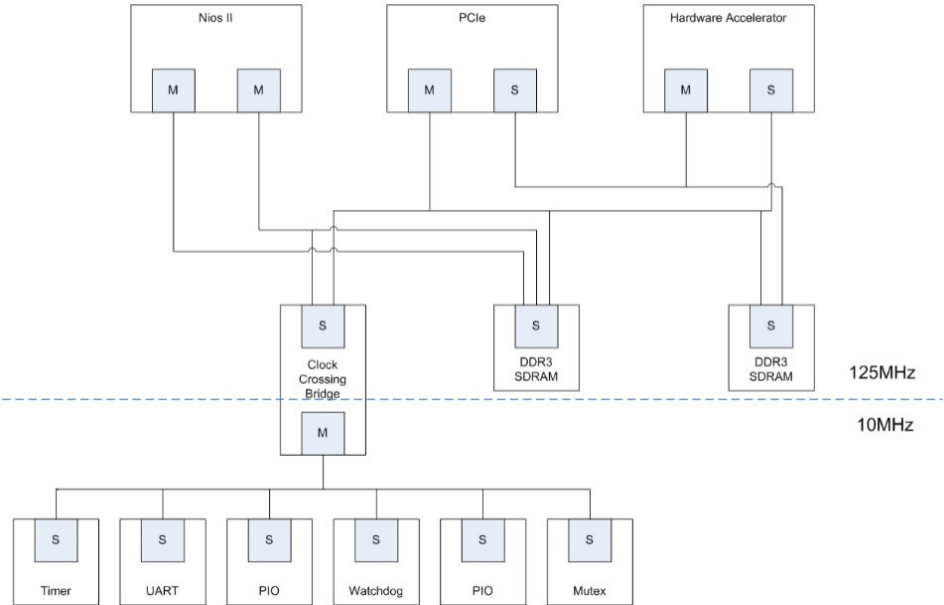 Nios II
PCIe
Hardware Accelerator
M
M
M
S
M
S
S
S
S
Clock
Crossing
Bridge
DDR3
SDRAM
DDR3
SDRAM
125MHz
10MHz
M
S
S
S
S
S
S
Timer
UART
PIO
Watchdog
PIO
Mutex